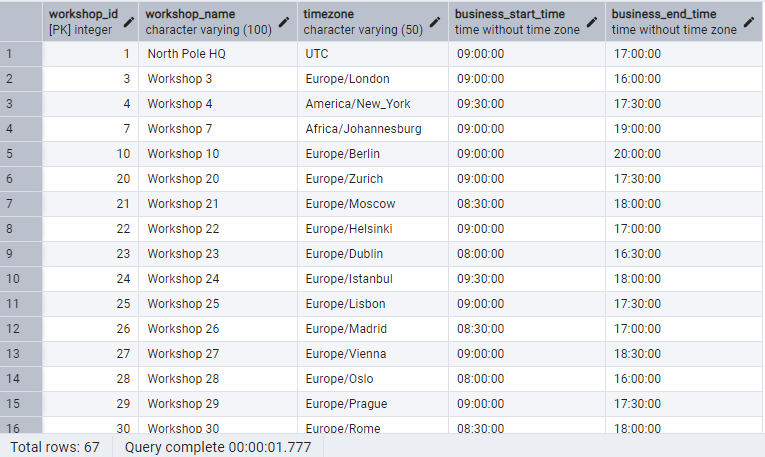 workshop_id workshop_name timezone business_start_time business_end_time
[PK] integer character varying (100) character varying (50) time without time zone time without time zone
1 1 North Pole HQ UTC 09:00:00 17:00:00
2 3 Workshop 3 Europe/London 09:00:00 16:00:00
3 4 Workshop 4 America/New_York 09:30:00 17:30:00
4 7 Workshop 7 Africa/Johannesburg 09:00:00 19:00:00
5 10 Workshop 10 Europe/Berlin 09:00:00 20:00:00
6 20 Workshop 20 Europe/Zurich 09:00:00 17:30:00
7 21 Workshop 21 Europe/Moscow 08:30:00 18:00:00
8 22 Workshop 22 Europe/Helsinki 09:00:00 17:00:00
9 23 Workshop 23 Europe/Dublin 08:00:00 16:30:00
10 24 Workshop 24 Europe/Istanbul 09:30:00 18:00:00
11 25 Workshop 25 Europe/Lisbon 09:00:00 17:30:00
12 26 Workshop 26 Europe/Madrid 08:30:00 17:00:00
13 27 Workshop 27 Europe/Vienna 09:00:00 18:30:00
14 28 Workshop 28 Europe/Oslo 08:00:00 16:00:00
15 29 Workshop 29 Europe/Prague 09:00:00 17:30:00
16 30 Workshop 30 Europe/Rome 08:30:00 18:00:00
Total rows: 67 Query complete 00:00:01.777